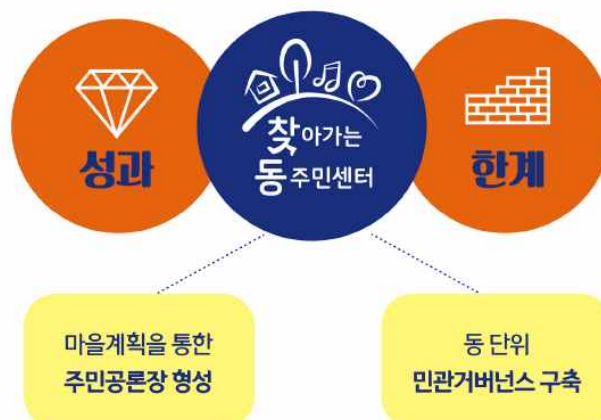 성과
찾아가는
동 주민센터
한계
마을계획을 통한
주민공론장 형성
동 단위
민관거버넌스 구축